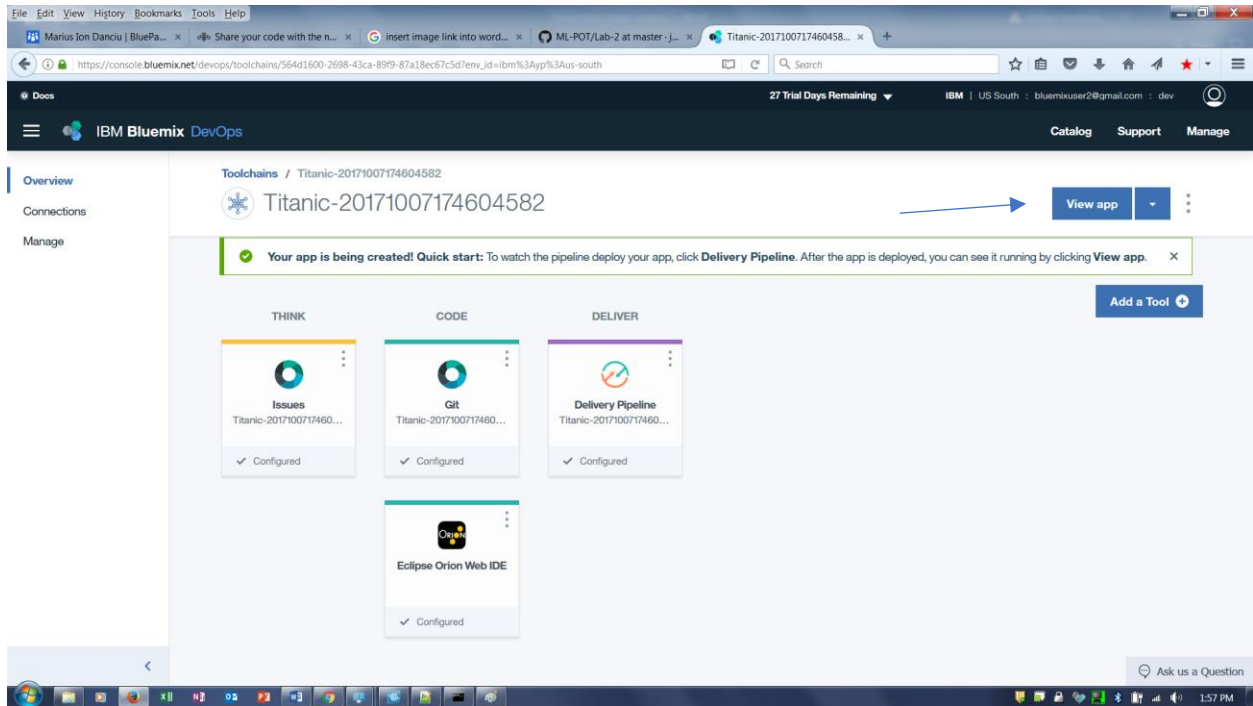 File Edit View History Bookmarks Tools Help
Marius Ion Danciu | BluePa... × Share your code with the n... × insert image link into word... × ML-POT/Lab-2 at master · j... × Titanic-2017100717460458... × +
https://console.bluemix.net/devops/toolchains/564d1600-2698-43ca-89f9-87a18ec67c5d?env_id=ibm%3Ayp%3Aus-south Search
Docs 27 Trial Days Remaining IBM | US South : bluemixuser2@gmail.com : dev
IBM Bluemix DevOps Catalog Support Manage
Overview
Connections
Manage
Toolchains / Titanic-20171007174604582
Titanic-20171007174604582
View app
Your app is being created! Quick start: To watch the pipeline deploy your app, click Delivery Pipeline. After the app is deployed, you can see it running by clicking View app. ×
Add a Tool
THINK CODE DELIVER
Issues
Titanic-2017100717460...
Configured
Git
Titanic-2017100717460...
Configured
Delivery Pipeline
Titanic-2017100717460...
Configured
ORION
Eclipse Orion Web IDE
Configured
Ask us a Question
1:57 PM